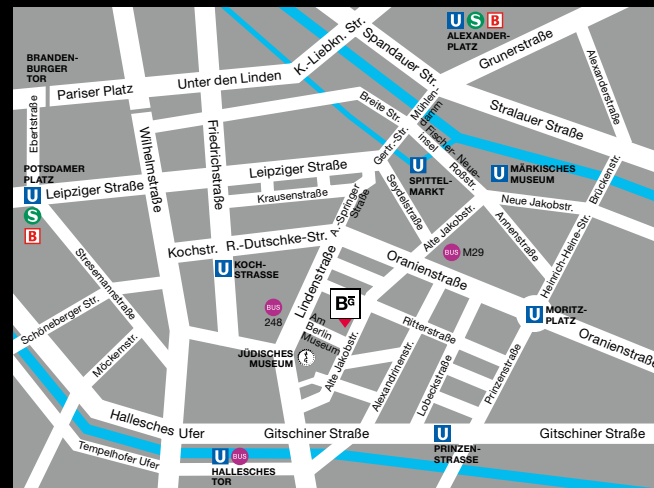 U S B
ALEXANDER-
PLATZ
K.-Liebkn. Str.
Spandauer Str.
Grunerstraße
Alexanderstraße
BRANDEN-
BURGER
TOR
Pariser Platz
Unter den Linden
Ebertstraße
Wilhelmstraße
Friedrichstraße
Breite Str.
Mühlen-
damm
Stralauer Straße
Gertr.-Str.
Fischer-
insel
Neue-
Roßstr.
POTSDAMER
PLATZ
U
S
B
Leipziger Straße
Leipziger Straße
Krausenstraße
U
SPITTEL-
MARKT
U
MÄRKISCHES
MUSEUM
Brückenstr.
Seydelstraße
A.-Springer
Straße
Neue Jakobstr.
Annenstraße
Kochstr.
R.-Dutschke-Str.
Alte Jakobstr.
Oranienstraße
BUS M29
Heinrich-Heine-Str.
U
KOCH-
STRASSE
Stresemannstraße
Schöneberger Str.
Möckernstr.
Lindenstraße
BUS
248
BG
Am
Berlin
Museum
Ritterstraße
U
MORITZ-
PLATZ
Oranienstraße
JÜDISCHES
MUSEUM
Alte Jakobstr.
Alexandrinenstr.
Lobeckstraße
Prinzenstraße
Hallesches Ufer
Gitschiner Straße
U
PRINZEN-
STRASSE
Gitschiner Straße
Tempelhofer Ufer
U BUS
HALLESCHES
TOR